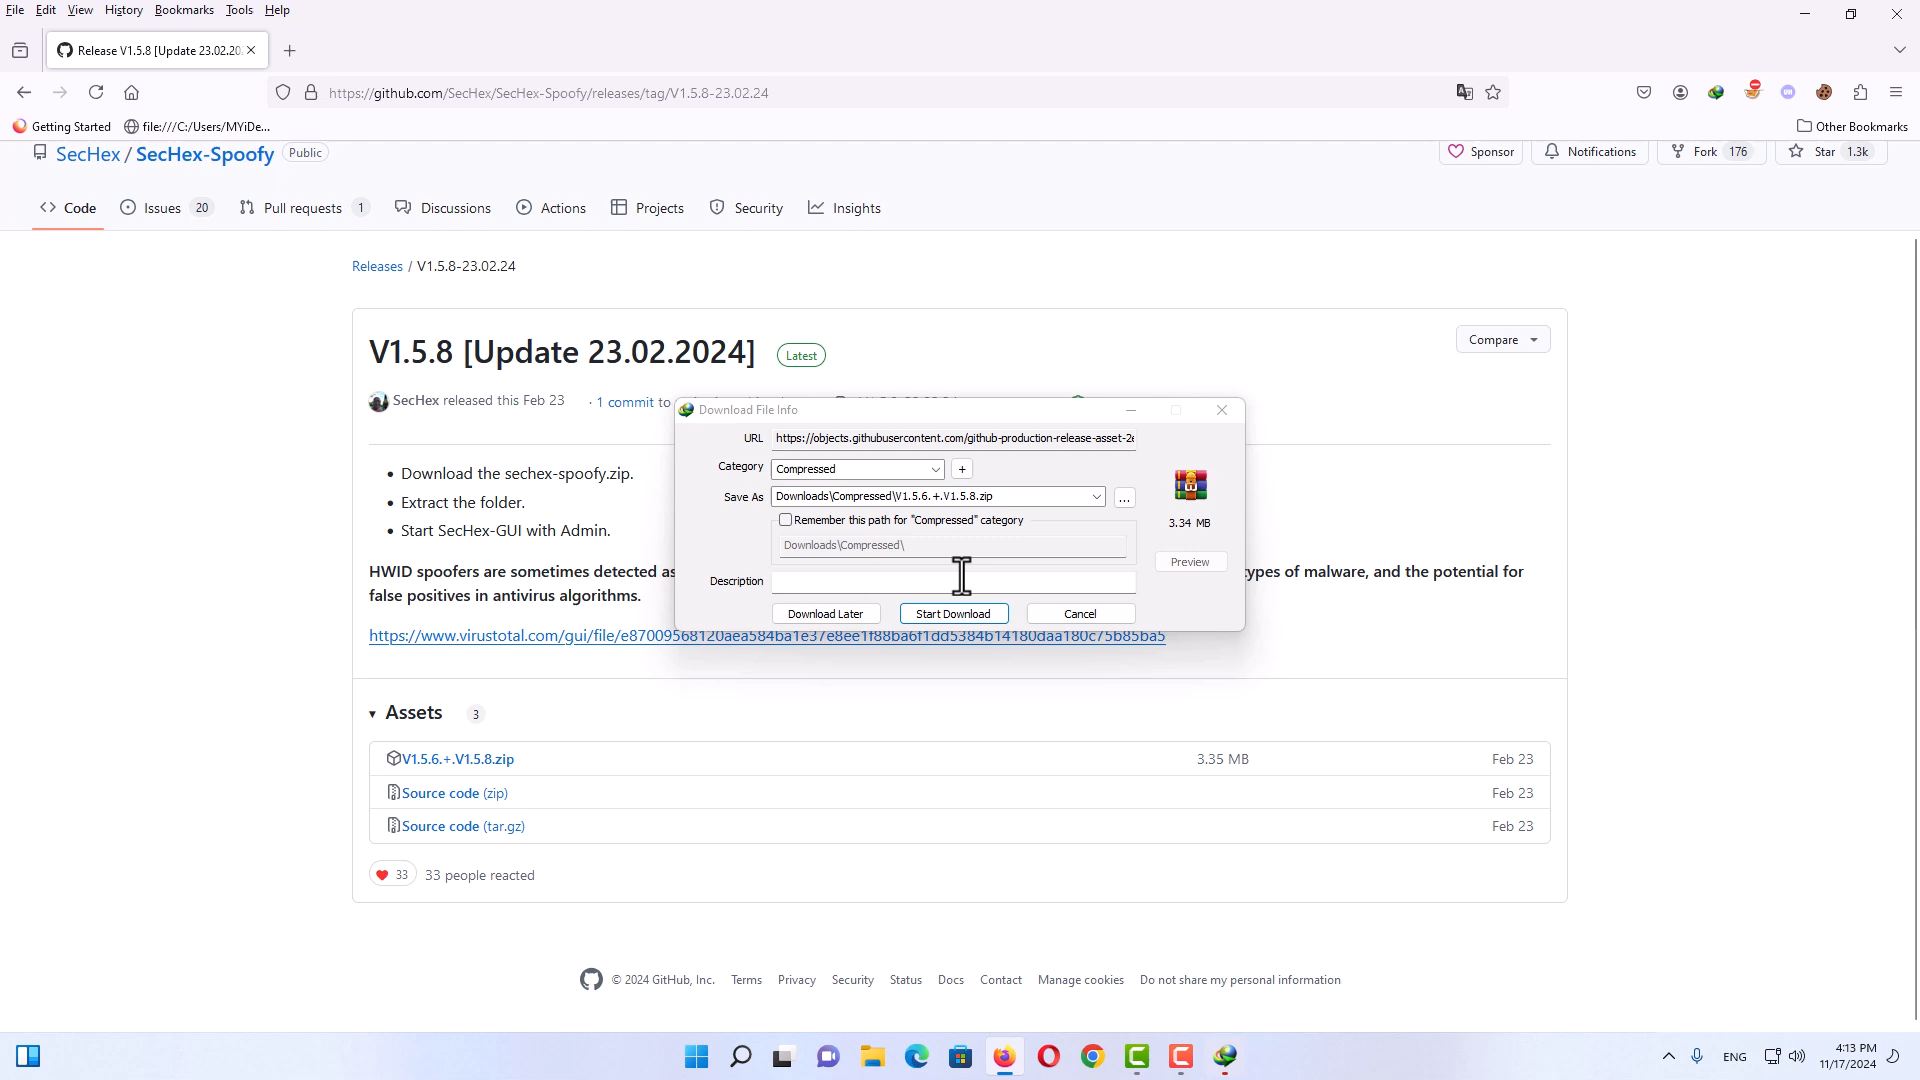 File Edit View History Bookmarks Tools Help
Release V1.5.8 [Update 23.02.20
https://github.com/SecHex/SecHex-Spoofy/releases/tag/V1.5.8-23.02.24
Getting Started file:///C:/Users/MYiDe... Other Bookmarks
SecHex / SecHex-Spoofy Public Sponsor Notifications Fork 176 Star 1.3k
Code Issues 20 Pull requests 1 Discussions Actions Projects Security Insights
Releases / V1.5.8-23.02.24
V1.5.8 [Update 23.02.2024] Latest Compare
SecHex released this Feb 23 · 1 commit to
Download File Info
URL https://objects.githubusercontent.com/github-production-release-asset-2e
Category Compressed +
Save As Downloads\Compressed\V1.5.6.+.V1.5.8.zip ...
Remember this path for "Compressed" category
Downloads\Compressed\
3.34 MB
Preview
Description
Download Later Start Download Cancel
• Download the sechex-spoofy.zip.
• Extract the folder.
• Start SecHex-GUI with Admin.
HWID spoofers are sometimes detected as ypes of malware, and the potential for
false positives in antivirus algorithms.
https://www.virustotal.com/gui/file/e87009568120aea584ba1e37e8ee1f88ba6f1dd5384b14180daa180c75b85ba5
Assets 3
V1.5.6.+.V1.5.8.zip 3.35 MB Feb 23
Source code (zip) Feb 23
Source code (tar.gz) Feb 23
33 33 people reacted
© 2024 GitHub, Inc. Terms Privacy Security Status Docs Contact Manage cookies Do not share my personal information
ENG
4:13 PM
11/17/2024